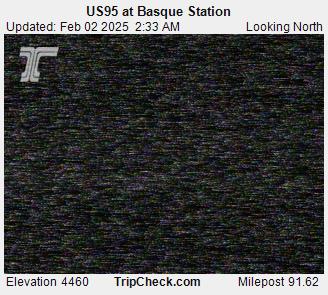 US95 at Basque Station
Updated: Feb 02 2025 2:33 AM Looking North
Elevation 4460 TripCheck.com Milepost 91.62